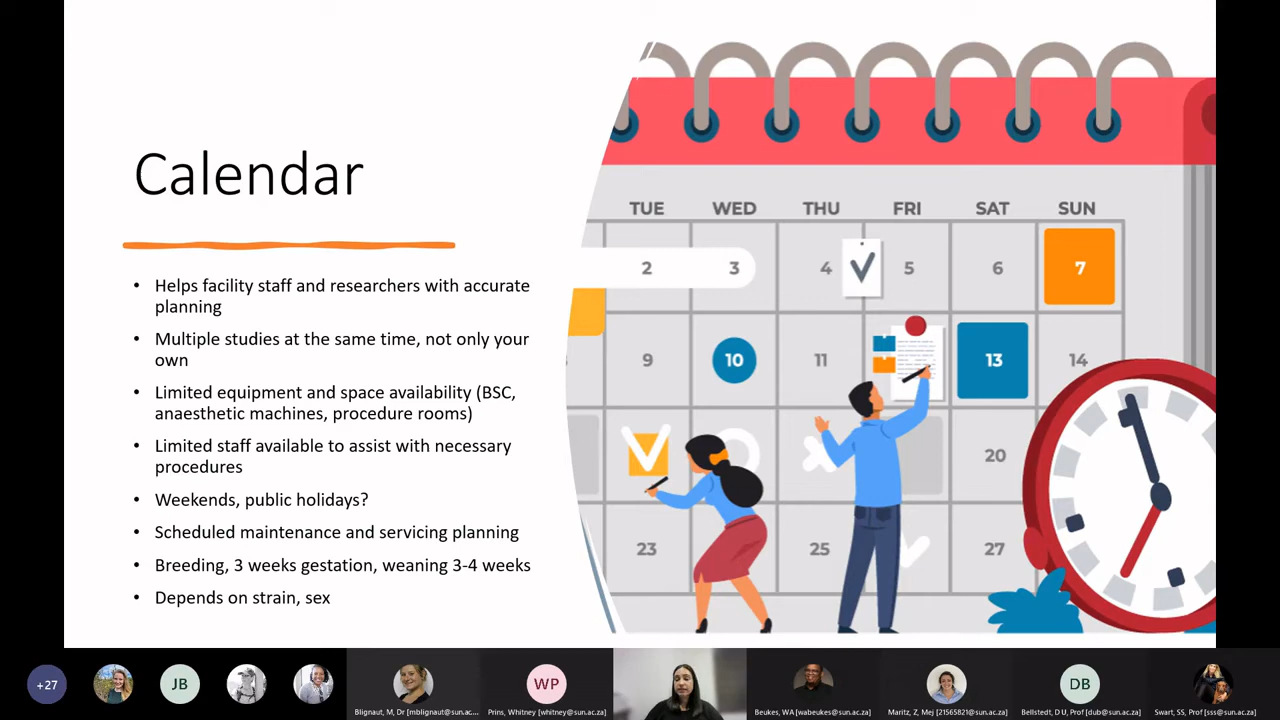 Calendar
• Helps facility staff and researchers with accurate
planning
• Multiple studies at the same time, not only your
own
• Limited equipment and space availability (BSC,
anaesthetic machines, procedure rooms)
• Limited staff available to assist with necessary
procedures
• Weekends, public holidays?
• Scheduled maintenance and servicing planning
• Breeding, 3 weeks gestation, weaning 3-4 weeks
• Depends on strain, sex
TUE WED THU FRI SAT SUN
2 3 4 5 6 7
9 10 11 13 14
20
23 25 27
+27
JB
WP
DB
Blignaut, M, Dr [mblignaut@sun.ac....
Prins, Whitney [whitney@sun.ac.za]
Beukes, WA [wabeukes@sun.ac.za]
Maritz, Z, Mej [21565821@sun.ac.za]
Bellstedt, D U, Prof [dub@sun.ac.za]
Swart, SS, Prof [sss@sun.ac.za]